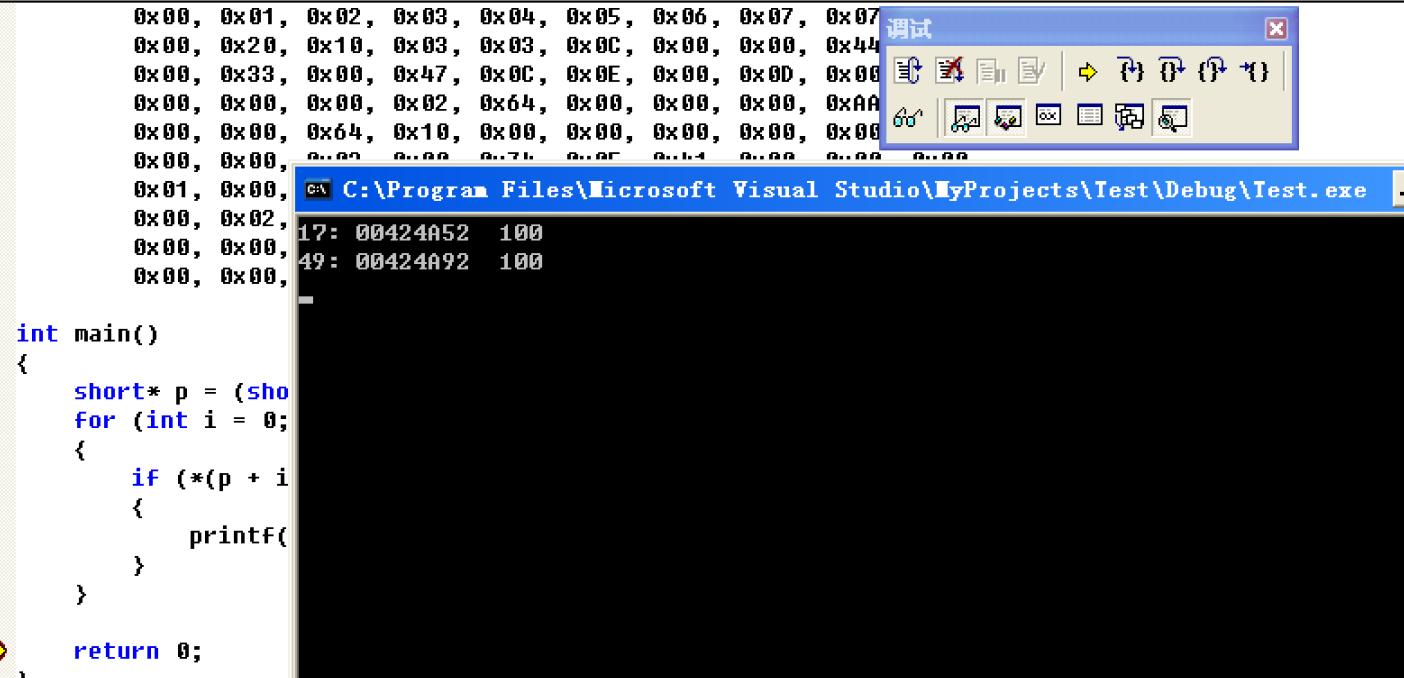 0x00, 0x01, 0x02, 0x03, 0x04, 0x05, 0x06, 0x07, 0x07
调试
0x00, 0x20, 0x10, 0x03, 0x03, 0x0C, 0x00, 0x00, 0x44
0x00, 0x33, 0x00, 0x47, 0x0C, 0x0E, 0x00, 0x0D, 0x00
0x00, 0x00, 0x00, 0x02, 0x64, 0x00, 0x00, 0x00, 0xAA
0x00, 0x00, 0x64, 0x10, 0x00, 0x00, 0x00, 0x00, 0x00
0x00, 0x00,
0x01, 0x00,
C:\Program Files\Microsoft Visual Studio\MyProjects\Test\Debug\Test.exe
0x00, 0x02,
17: 00424A52 100
0x00, 0x00,
49: 00424A92 100
0x00, 0x00,
int main()
{
short* p = (sho
for (int i = 0;
{
if (*(p + i
{
printf(
}
}
return 0;